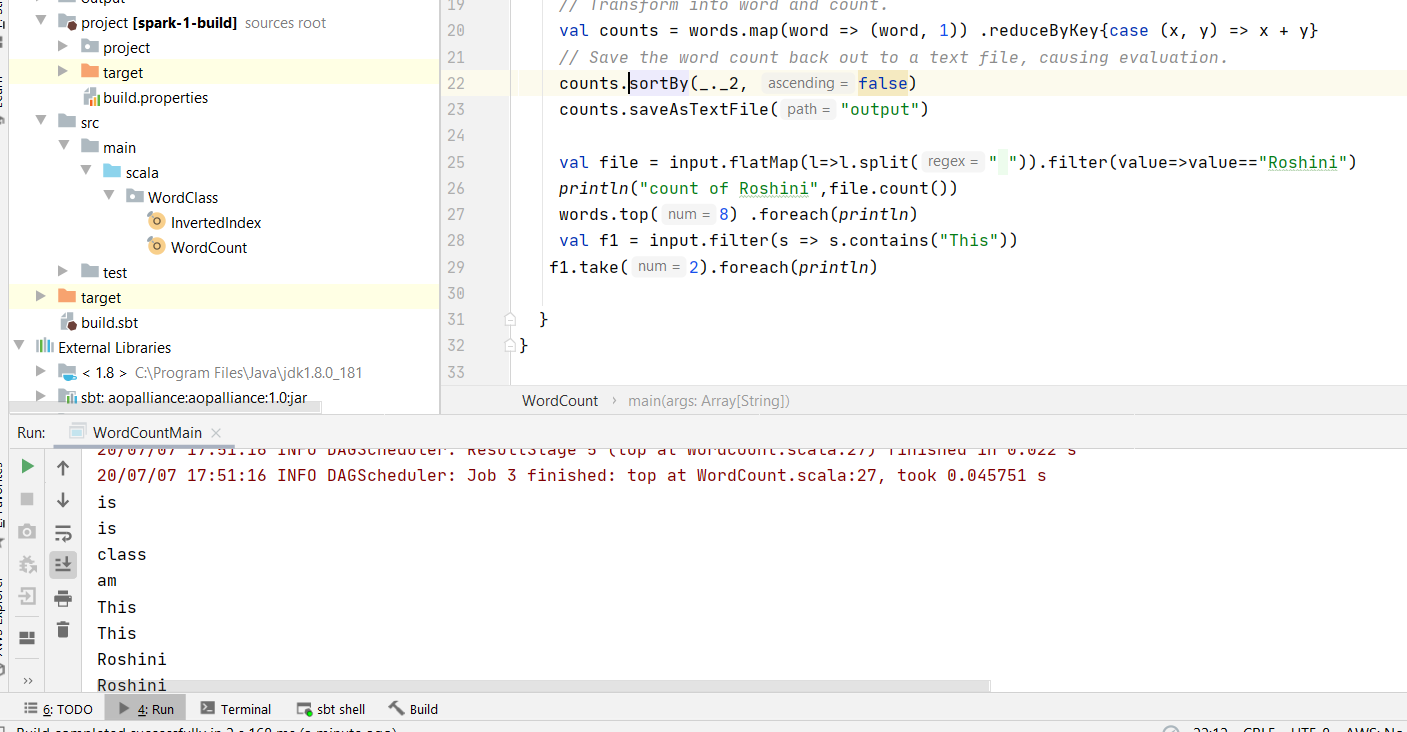 output
project [spark-1-build] sources root
project
target
build.properties
src
main
scala
WordClass
InvertedIndex
WordCount
test
target
build.sbt
External Libraries
< 1.8 > C:\Program Files\Java\jdk1.8.0_181
sbt: aopalliance:aopalliance:1.0:jar
19 // Transform into word and count.
20 val counts = words.map(word => (word, 1)) .reduceByKey{case (x, y) => x + y}
21 // Save the word count back out to a text file, causing evaluation.
22 counts.sortBy(_._2, ascending = false)
23 counts.saveAsTextFile( path = "output")
24
25 val file = input.flatMap(l=>l.split( regex = " ")).filter(value=>value=="Roshini")
26 println("count of Roshini",file.count())
27 words.top( num = 8) .foreach(println)
28 val f1 = input.filter(s => s.contains("This"))
29 f1.take( num = 2).foreach(println)
30
31 }
32 }
33
WordCount › main(args: Array[String])
Run: WordCountMain ×
20/07/07 17:51:16 INFO DAGScheduler: ResultStage 5 (top at WordCount.scala:27) finished in 0.022 s
20/07/07 17:51:16 INFO DAGScheduler: Job 3 finished: top at WordCount.scala:27, took 0.045751 s
is
is
class
am
This
This
Roshini
Roshini
6: TODO 4: Run Terminal sbt shell Build
Build completed successfully in 2 s 168 ms (a minute ago)
22:12 CRLF UTF-8 AWS: No